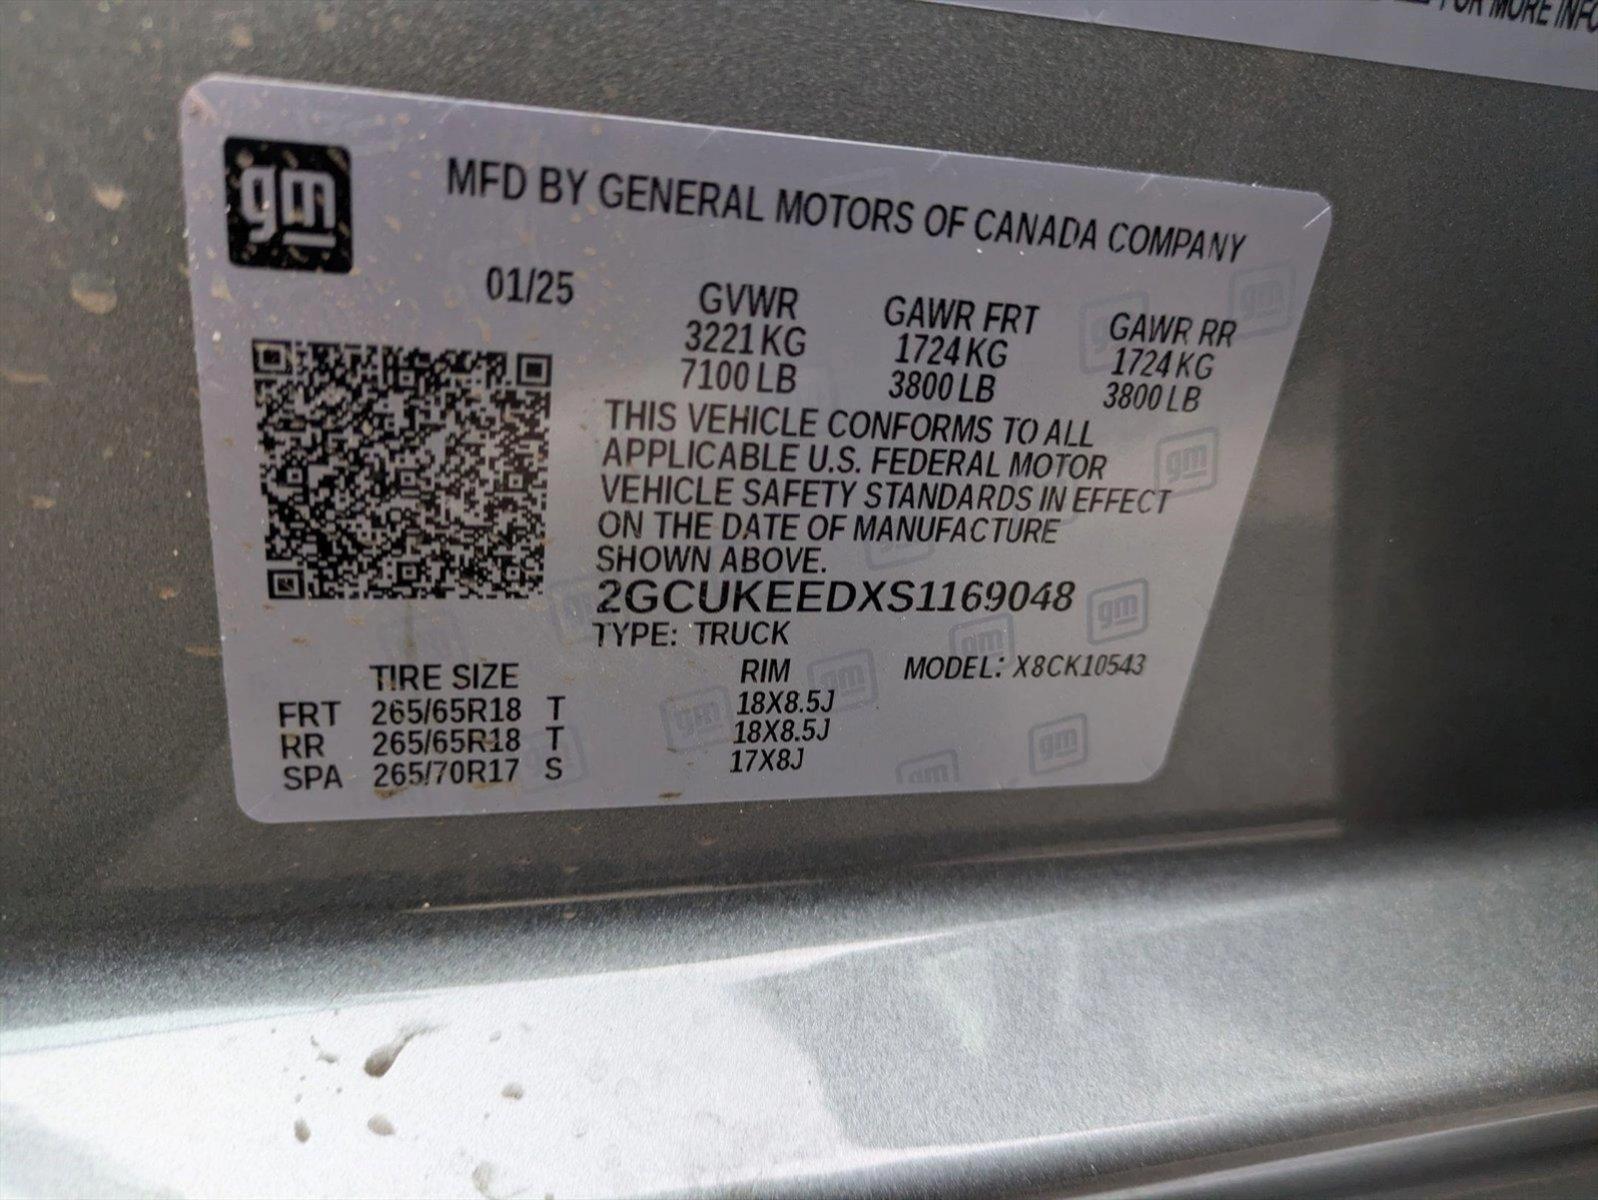 FOR MORE INFO
gm
MFD BY GENERAL MOTORS OF CANADA COMPANY
01/25
GVWR GAWR FRT GAWR RR
3221 KG 1724 KG 1724 KG
7100 LB 3800 LB 3800 LB
THIS VEHICLE CONFORMS TO ALL
APPLICABLE U.S. FEDERAL MOTOR
VEHICLE SAFETY STANDARDS IN EFFECT
ON THE DATE OF MANUFACTURE
SHOWN ABOVE.
2GCUKEEDXS1169048
TYPE: TRUCK
TIRE SIZE RIM MODEL: X8CK10543
FRT 265/65R18 T 18X8.5J
RR 265/65R18 T 18X8.5J
SPA 265/70R17 S 17X8J